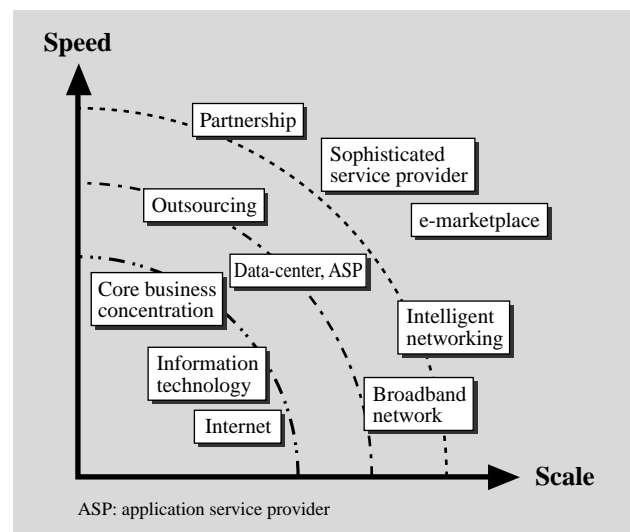 Speed
Partnership
Sophisticated
service provider
Outsourcing
e-marketplace
Data-center, ASP
Core business
concentration
Intelligent
networking
Information
technology
Broadband
network
Internet
Scale
ASP: application service provider